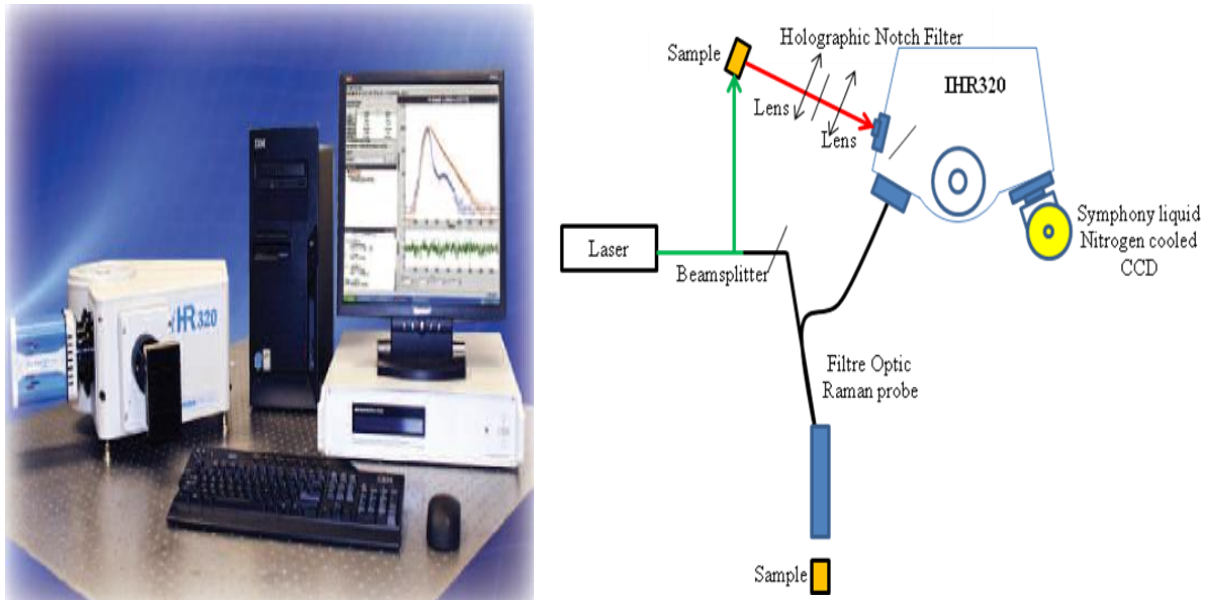 IBM
iHR320
Sample
Holographic Notch Filter
IHR320
Lens
Lens
Laser
Beamsplitter
Symphony liquid
Nitrogen cooled
CCD
Filtre Optic
Raman probe
Sample